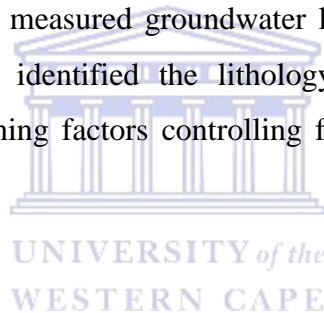 measured groundwater
identified the lithology
factors controlling
UNIVERSITY of the
WESTERN CAPE